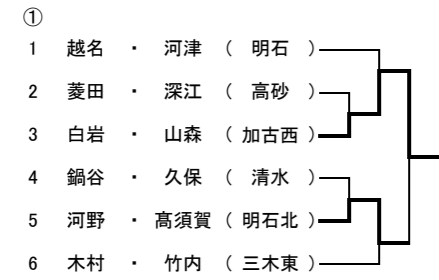 ①
1 越名 ・ 河津 ( 明石 )
2 菱田 ・ 深江 ( 高砂 )
3 白岩 ・ 山森 ( 加古西 )
4 鍋谷 ・ 久保 ( 清水 )
5 河野 ・ 髙須賀 ( 明石北 )
6 木村 ・ 竹内 ( 三木東 )